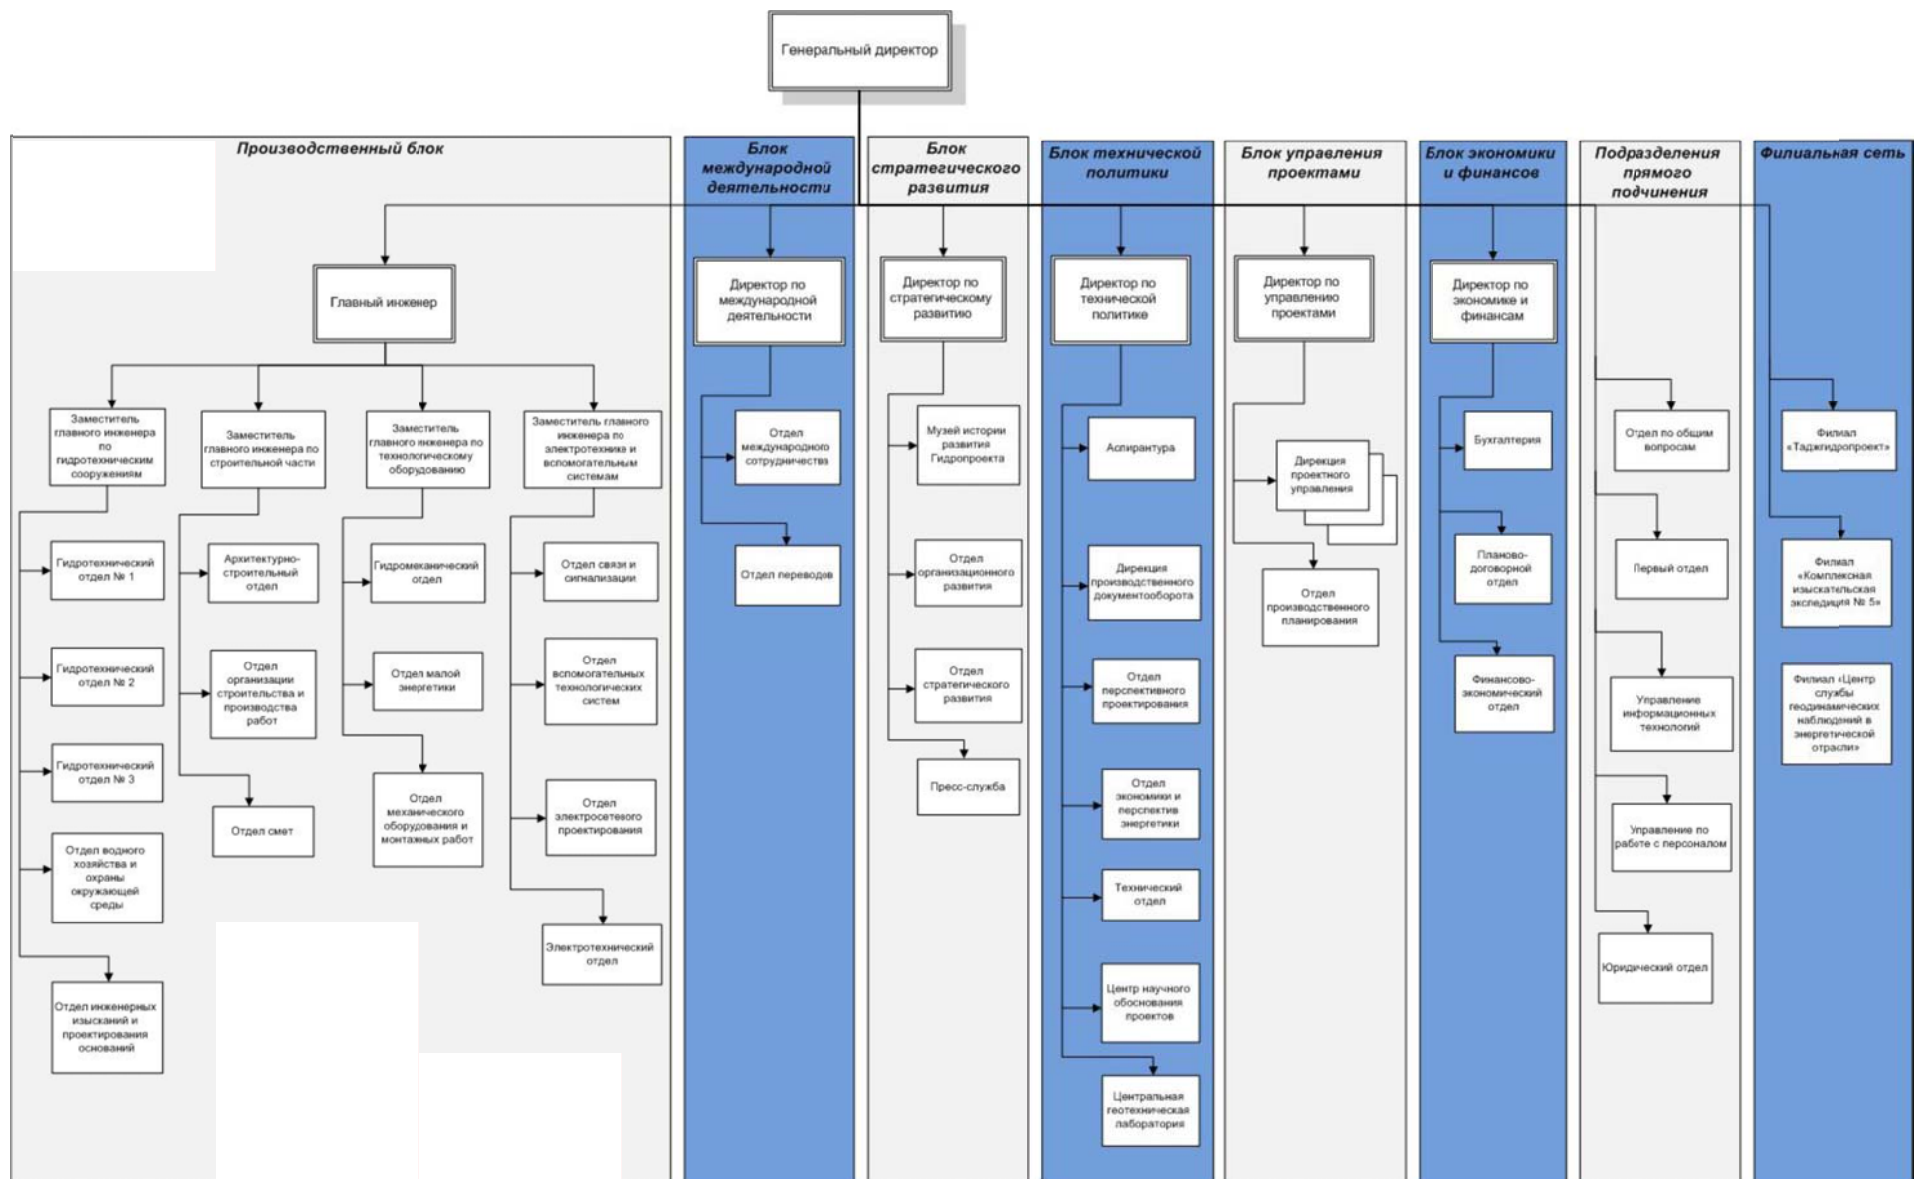 Генеральный директор
Производственный блок
Блок
международной
деятельности
Блок
стратегического
развития
Блок технической
политики
Блок управления
проектами
Блок экономики
и финансов
Подразделения
прямого
подчинения
Филиальная сеть
Главный инженер
Директор по
международной
деятельности
Директор по
стратегическому
развитию
Директор по
технической
политике
Директор по
управлению
проектами
Директор по
экономике и
финансам
Заместитель
главного инженера
по
гидротехническим
сооружениям
Заместитель
главного инженера по
строительной части
Заместитель
главного инженера по
технологическому
оборудованию
Заместитель главного
инженера по
электротехнике и
вспомогательным
системам
Гидротехнический
отдел № 1
Гидротехнический
отдел № 2
Гидротехнический
отдел № 3
Отдел водного
хозяйства и
охраны
окружающей
среды
Отдел инженерных
изысканий и
проектирования
оснований
Архитектурно-
строительный
отдел
Отдел
организации
строительства и
производства
работ
Отдел смет
Гидромеханический
отдел
Отдел малой
энергетики
Отдел
механического
оборудования и
монтажных работ
Отдел связи и
сигнализации
Отдел
вспомогательных
технологических
систем
Отдел
электросетевого
проектирования
Электротехнический
отдел
Отдел
международного
сотрудничества
Отдел переводов
Музей истории
развития
Гидропроекта
Отдел
организационного
развития
Отдел
стратегического
развития
Пресс-служба
Аспирантура
Дирекция
производственного
документооборота
Отдел
перспективного
проектирования
Отдел
экономики и
перспектив
энергетики
Технический
отдел
Центр научного
обоснования
проектов
Центральная
геотехническая
лаборатория
Дирекция
проектного
управления
Отдел
производственного
планирования
Бухгалтерия
Планово-
договорной
отдел
Финансово-
экономический
отдел
Отдел по общим
вопросам
Первый отдел
Управление
информационных
технологий
Управление по
работе с персоналом
Юридический отдел
Филиал
«Таджгидропроект»
Филиал
«Комплексная
изыскательская
экспедиция № 5»
Филиал «Центр
службы
геодинамических
наблюдений в
энергетической
отрасли»